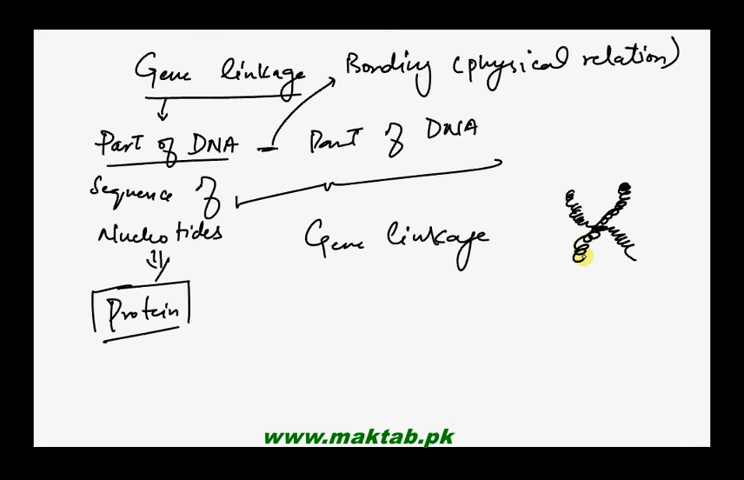 Gene linkage
Bonding (physical relation)
Part of DNA – Part of DNA
Sequence of
Nucleotides
Gene linkage
Protein
www.maktab.pk